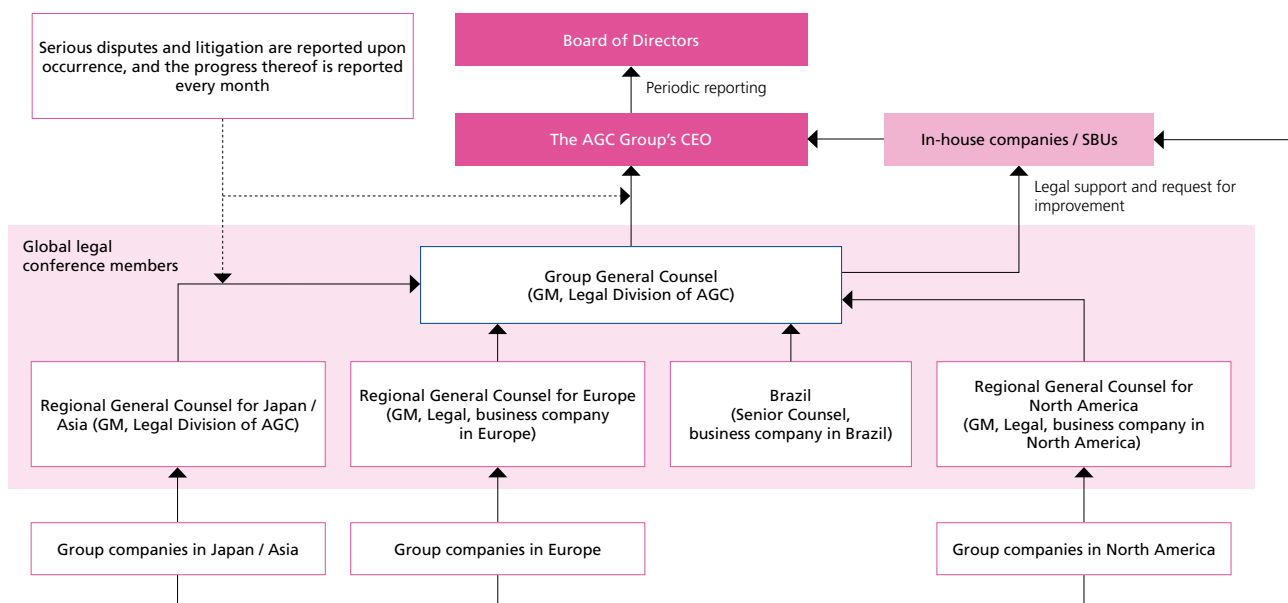 Serious disputes and litigation are reported upon
occurrence, and the progress thereof is reported
every month
Board of Directors
Periodic reporting
The AGC Group's CEO
In-house companies / SBUs
Legal support and request for
improvement
Global legal
conference members
Group General Counsel
(GM, Legal Division of AGC)
Regional General Counsel for Japan /
Asia (GM, Legal Division of AGC)
Regional General Counsel for Europe
(GM, Legal, business company
in Europe)
Brazil
(Senior Counsel,
business company in Brazil)
Regional General Counsel for
North America
(GM, Legal, business company in
North America)
Group companies in Japan / Asia
Group companies in Europe
Group companies in North America